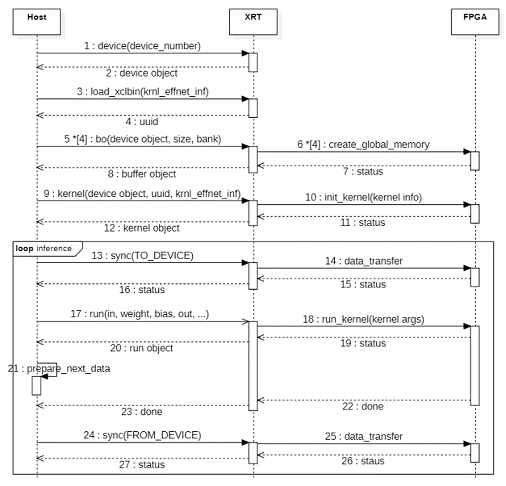 Host
XRT
FPGA
1 : device(device_number)
2 : device object
3 : load_xclbin(krnl_effnet_inf)
4 : uuid
5 *[4] : bo(device object, size, bank)
6 *[4] : create_global_memory
7 : status
8 : buffer object
9 : kernel(device object, uuid, krnl_effnet_inf)
10 : init_kernel(kernel info)
11 : status
12 : kernel object
loop inference
13 : sync(TO_DEVICE)
14 : data_transfer
15 : status
16 : status
17 : run(in, weight, bias, out, ...)
18 : run_kernel(kernel args)
19 : status
20 : run object
21 : prepare_next_data
22 : done
23 : done
24 : sync(FROM_DEVICE)
25 : data_transfer
26 : staus
27 : status